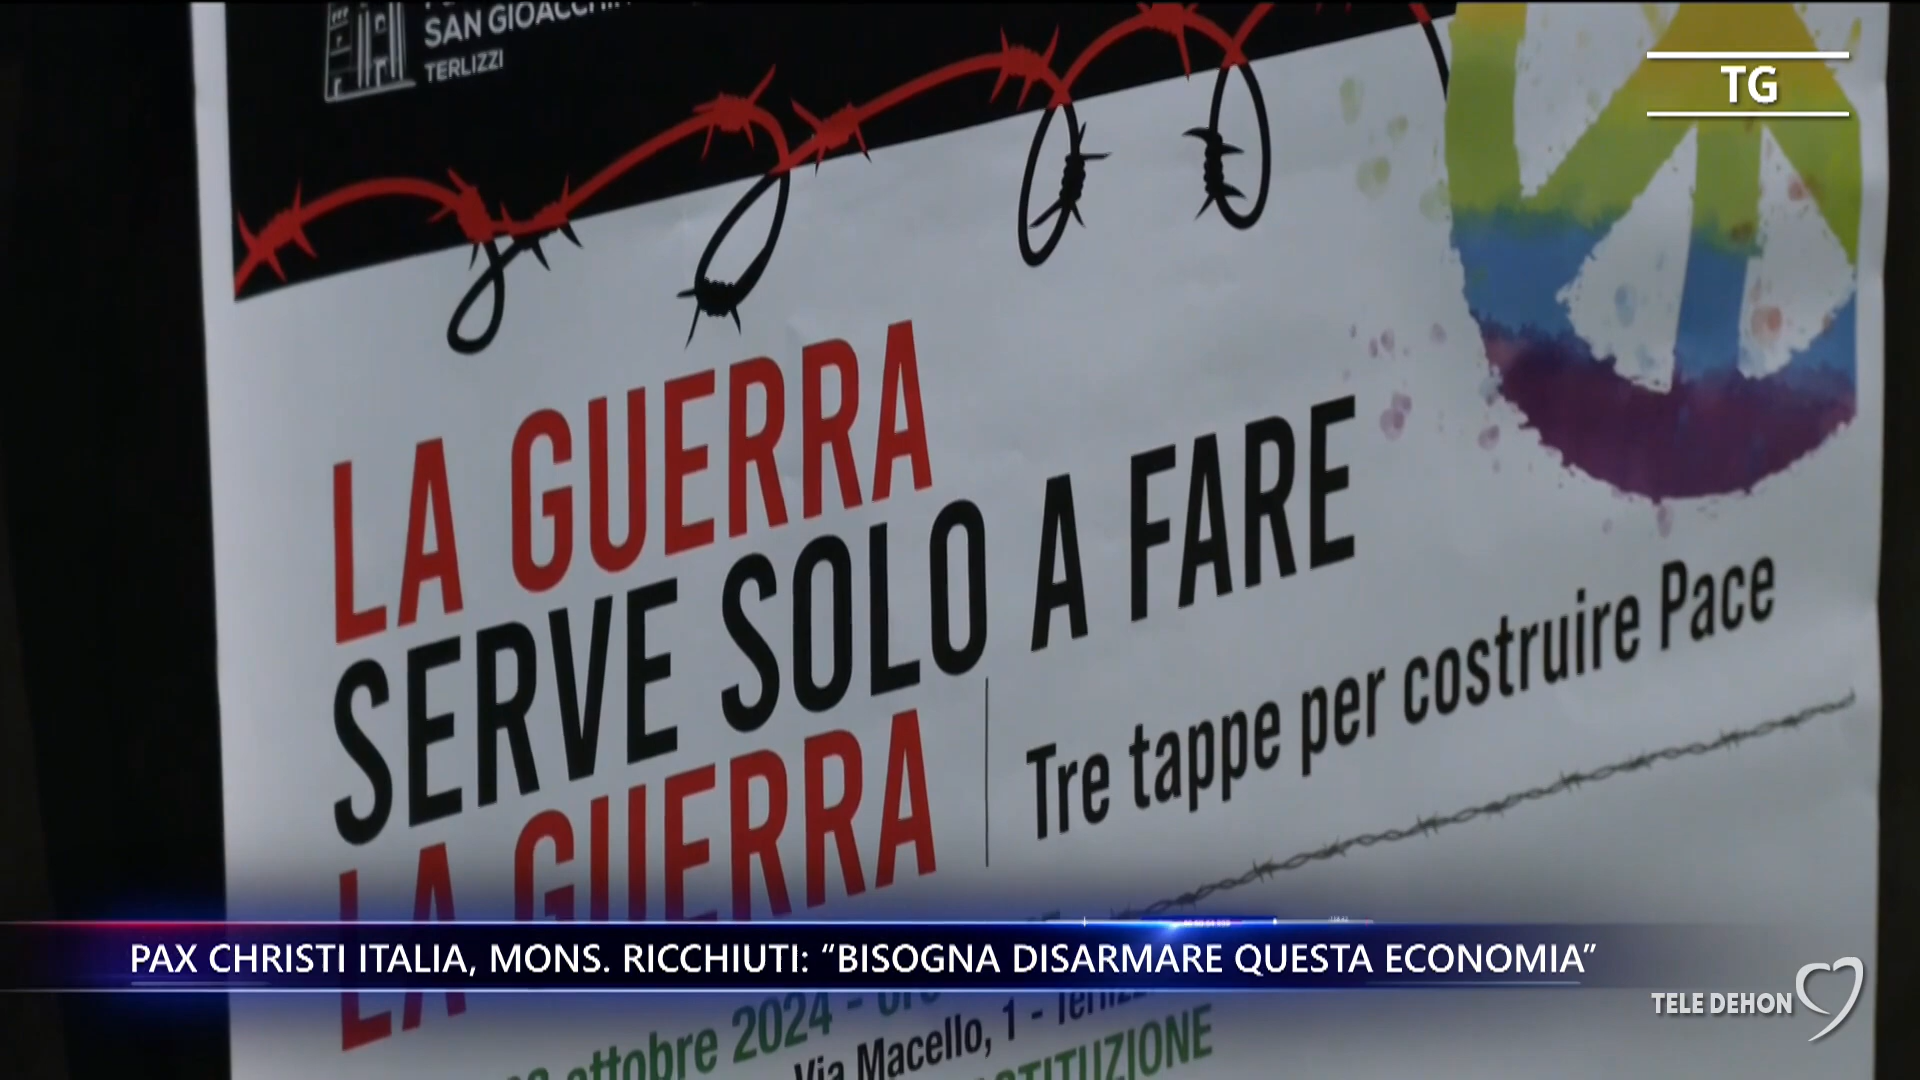 SAN GIOACCHIN
TERLIZZI
TG
LA GUERRA
SERVE SOLO A FARE
LA GUERRA
Tre tappe per costruire Pace
PAX CHRISTI ITALIA, MONS. RICCHIUTI: “BISOGNA DISARMARE QUESTA ECONOMIA”
TELE DEHON
ottobre 2024 -
Via Macello, 1 -